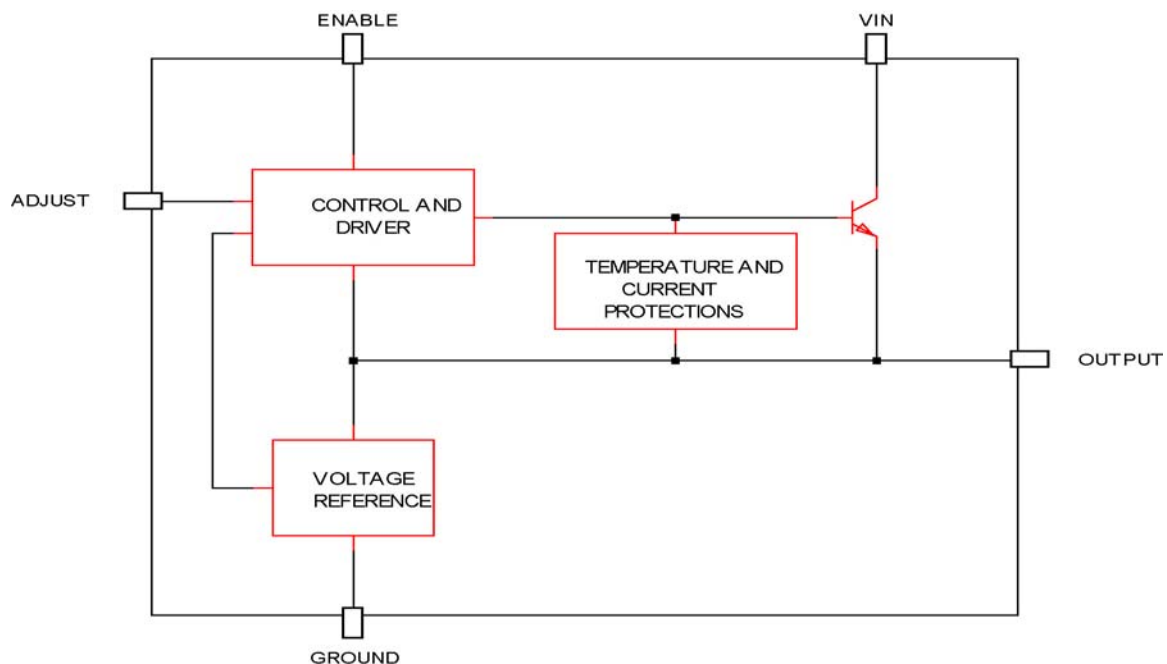 ENABLE
VIN
ADJUST
CONTROL AND
DRIVER
TEMPERATURE AND
CURRENT
PROTECTIONS
OUTPUT
VOLTAGE
REFERENCE
GROUND